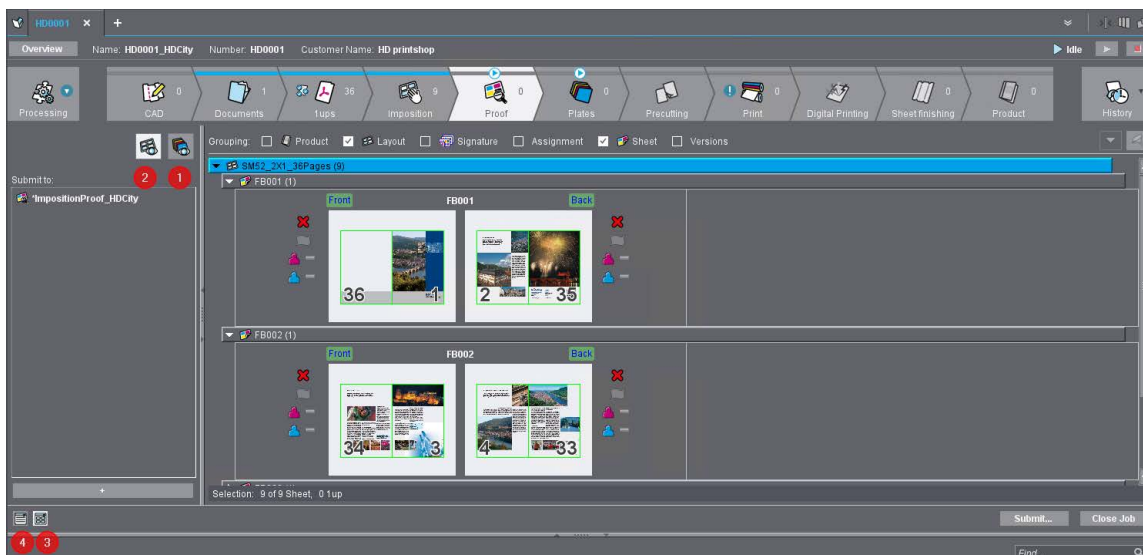 HD0001 × +
Overview Name: HD0001_HDCity Number: HD0001 Customer Name: HD printshop Idle
Processing
0 CAD
1 Documents
36 1ups
9 Imposition
0 Proof
0 Plates
Precutting
0 Print
Digital Printing
0 Sheet finishing
0 Product
History
Grouping: Product Layout Signature Assignment Sheet Versions
2 1
Submit to:
*ImpositionProof_HDCity
+
SM52_2X1_36Pages (9)
FB001 (1)
Front FB001 Back
36 1 2 35
FB002 (1)
Front FB002 Back
34 3 4 33
Selection: 9 of 9 Sheet, 0 1up
Submit... Close Job
4 3
Find